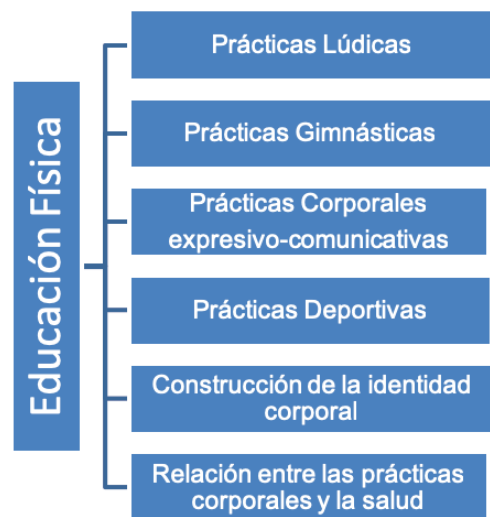 Educación Física
Prácticas Lúdicas
Prácticas Gimnásticas
Prácticas Corporales
expresivo-comunicativas
Prácticas Deportivas
Construcción de la identidad
corporal
Relación entre las prácticas
corporales y la salud